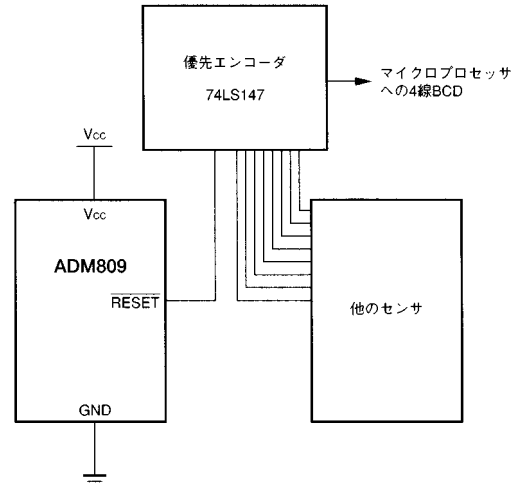 優先エンコーダ
74LS147
マイクロプロセッサ
への4線BCD
Vcc
Vcc
ADM809
RESET
他のセンサ
GND